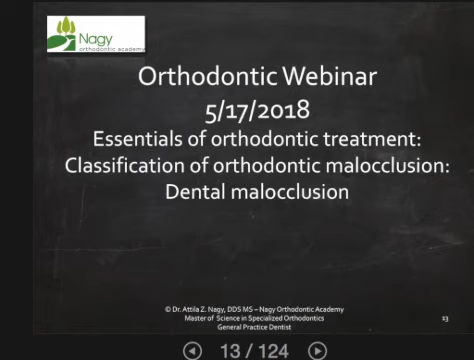 Nagy
orthodontic academy
Orthodontic Webinar
5/17/2018
Essentials of orthodontic treatment:
Classification of orthodontic malocclusion:
Dental malocclusion
© Dr. Attila Z. Nagy, DDS MS – Nagy Orthodontic Academy
Master of Science in Specialized Orthodontics
General Practice Dentist
13
13 / 124